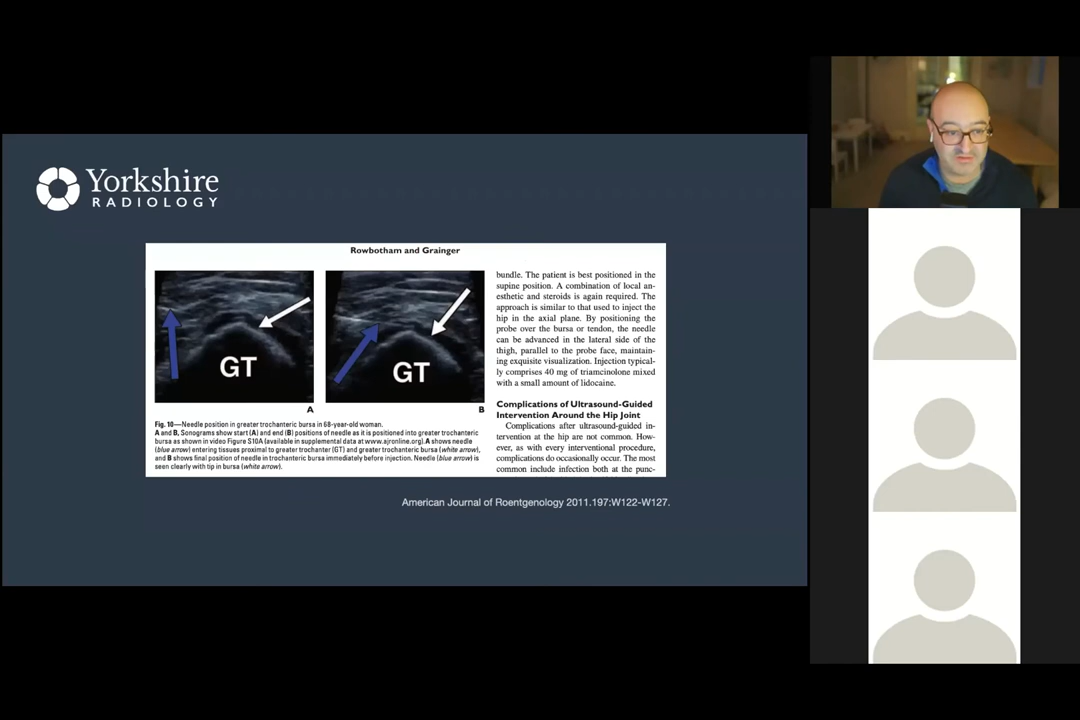 Yorkshire
RADIOLOGY
Rowbotham and Grainger
GT
A
GT
B
Fig. 10—Needle position in greater trochanteric bursa in 68-year-old woman.
A and B, Sonograms show start (A) and end (B) positions of needle as it is positioned into greater trochanteric
bursa as shown in video Figure S10A (available in supplemental data at www.ajronline.org). A shows needle
(blue arrow) entering tissues proximal to greater trochanter (GT) and greater trochanteric bursa (white arrow),
and B shows final position of needle in trochanteric bursa immediately before injection. Needle (blue arrow) is
seen clearly with tip in bursa (white arrow).
bundle. The patient is best positioned in the
supine position. A combination of local an-
esthetic and steroids is again required. The
approach is similar to that used to inject the
hip in the axial plane. By positioning the
probe over the bursa or tendon, the needle
can be advanced in the lateral side of the
thigh, parallel to the probe face, maintain-
ing exquisite visualization. Injection typical-
ly comprises 40 mg of triamcinolone mixed
with a small amount of lidocaine.
Complications of Ultrasound-Guided
Intervention Around the Hip Joint
Complications after ultrasound-guided in-
tervention at the hip are not common. How-
ever, as with every interventional procedure,
complications do occasionally occur. The most
common include infection both at the punc-
American Journal of Roentgenology 2011.197:W122-W127.